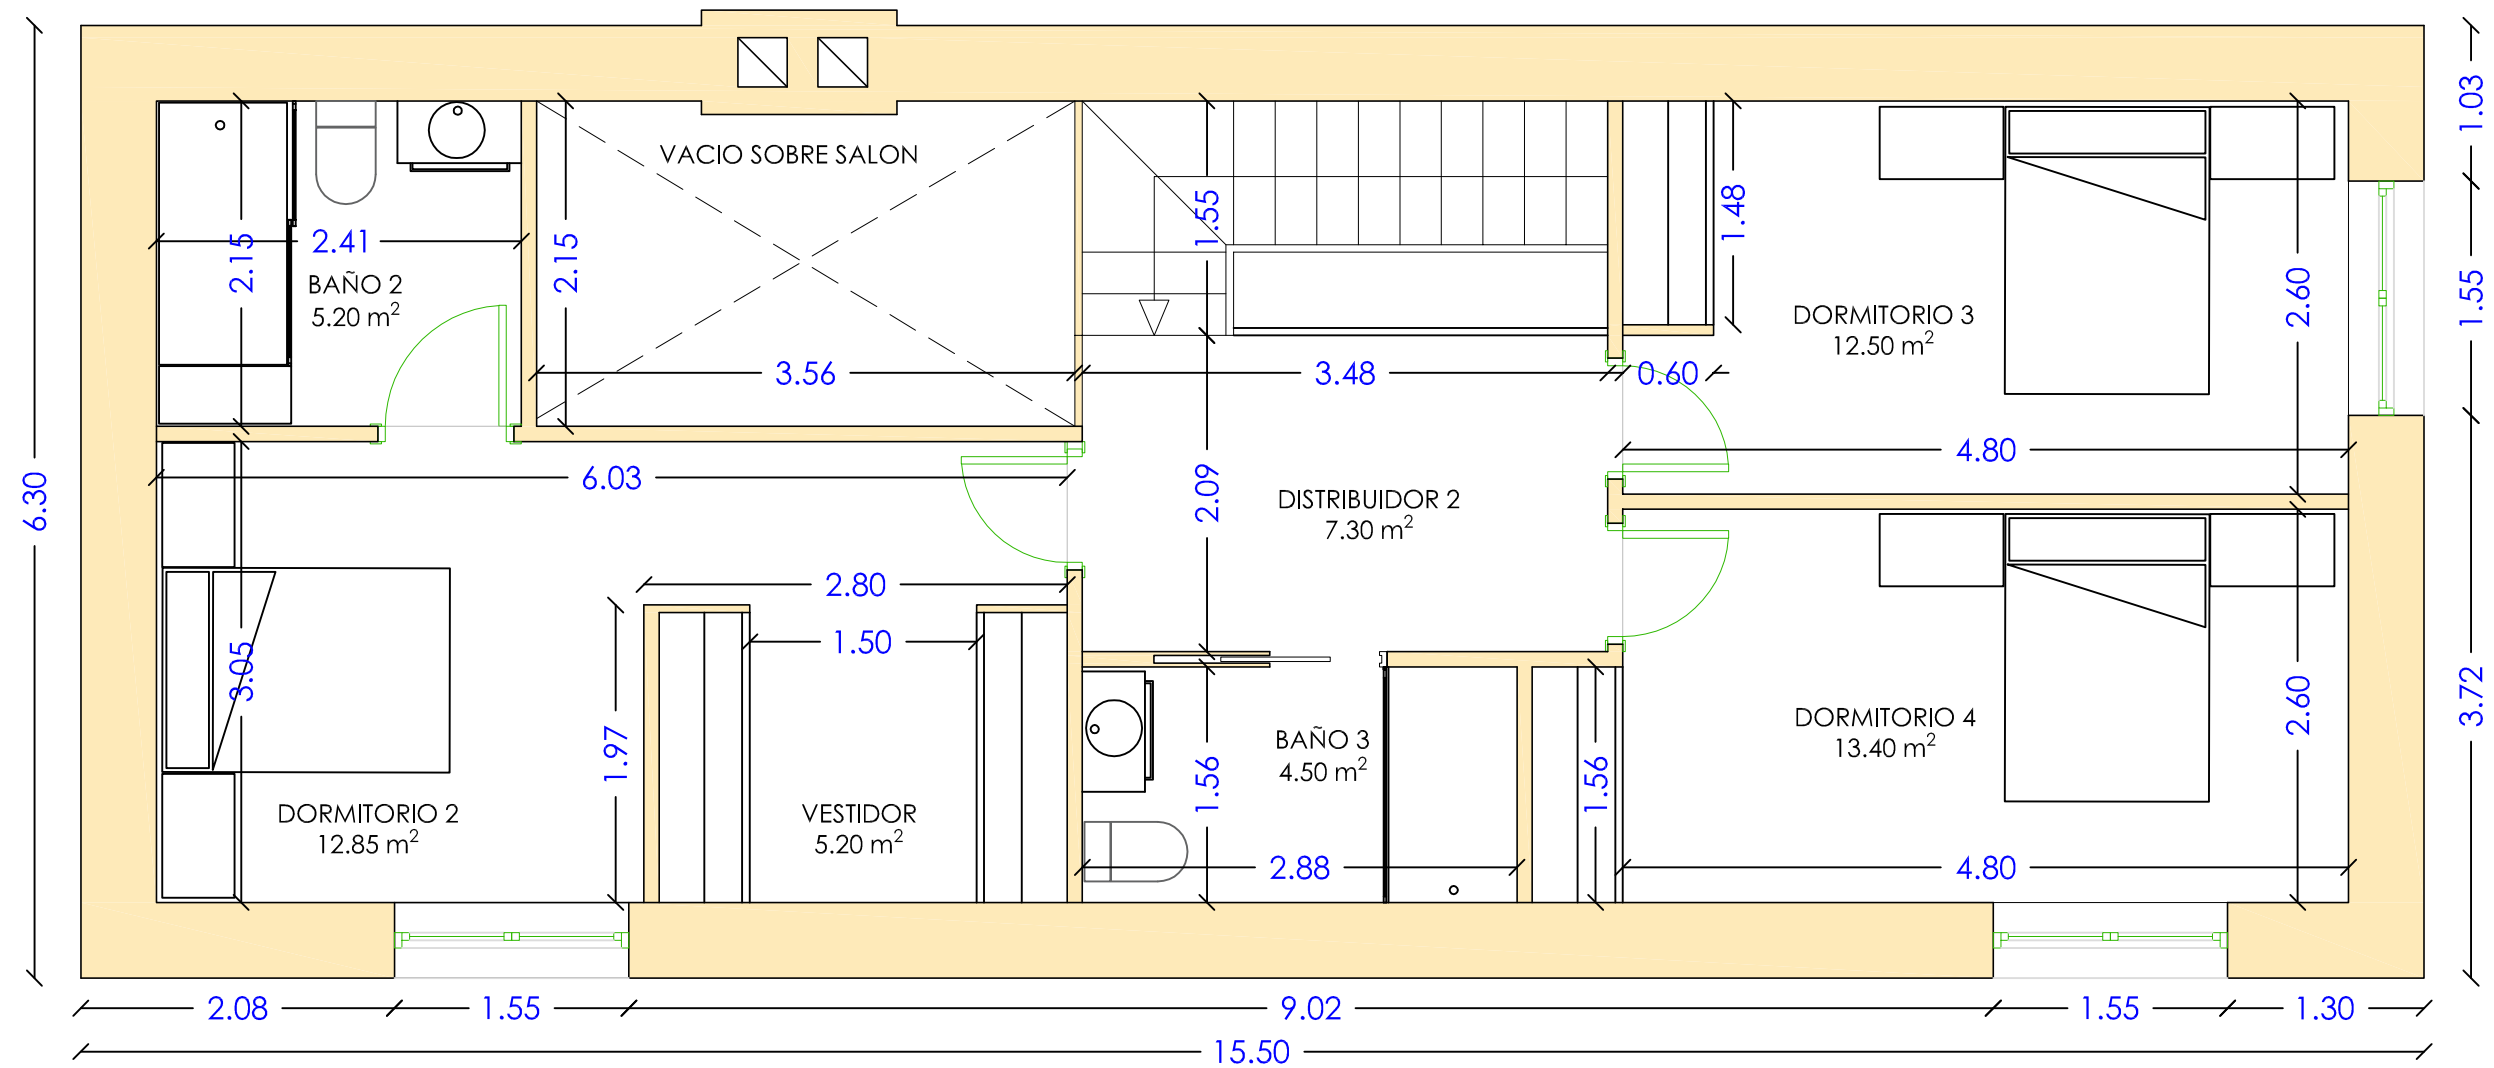 VACIO SOBRE SALON
1.03
1.55
1.48
2.15
2.41
2.15
BAÑO 2
5.20 m²
2.60
1.55
DORMITORIO 3
12.50 m²
3.56
3.48
0.60
4.80
6.03
2.09
6.30
DISTRIBUIDOR 2
7.30 m²
2.80
1.50
3.05
1.97
2.60
3.72
DORMITORIO 4
13.40 m²
BAÑO 3
4.50 m²
1.56
1.56
DORMITORIO 2
12.85 m²
VESTIDOR
5.20 m²
2.88
4.80
2.08
1.55
9.02
1.55
1.30
15.50